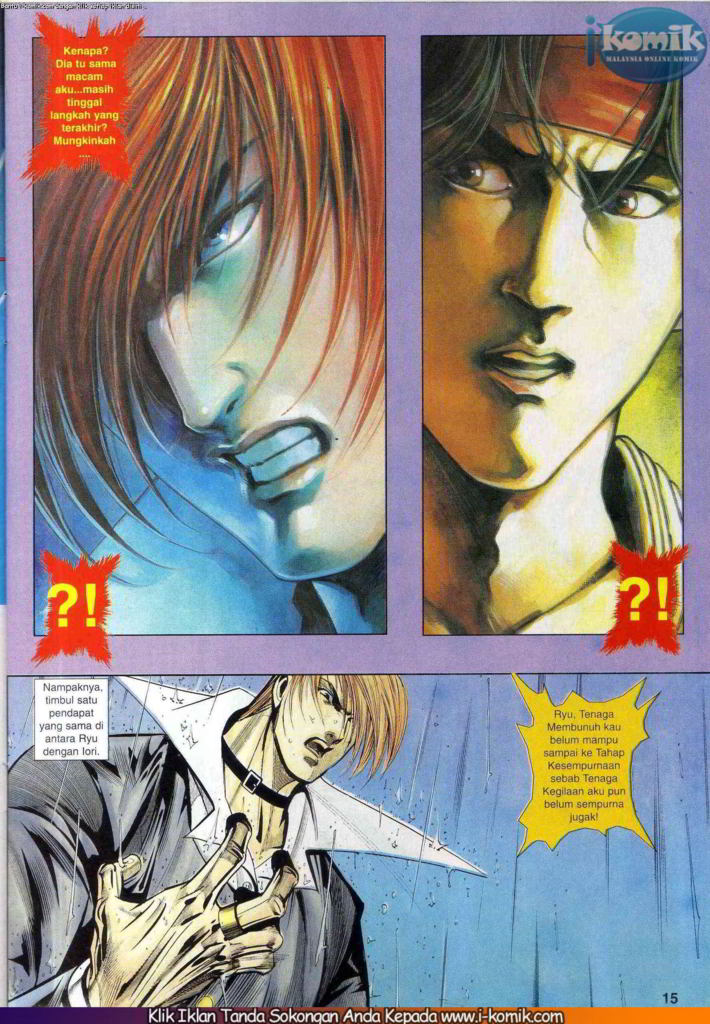 ikomik
MALAYSIA ONLINE KOMIK
Kenapa?
Dia tu sama
macam
aku...masih
tinggal
langkah yang
terakhir?
Mungkinkah
....
?!
?!
Nampaknya,
timbul satu
pendapat
yang sama di
antara Ryu
dengan Iori.
Ryu, Tenaga
Membunuh kau
belum mampu
sampai ke Tahap
Kesempurnaan
sebab Tenaga
Kegilaan aku pun
belum sempurna
jugak!
15
Klik Iklan Tanda Sokongan Anda Kepada www.i-komik.com